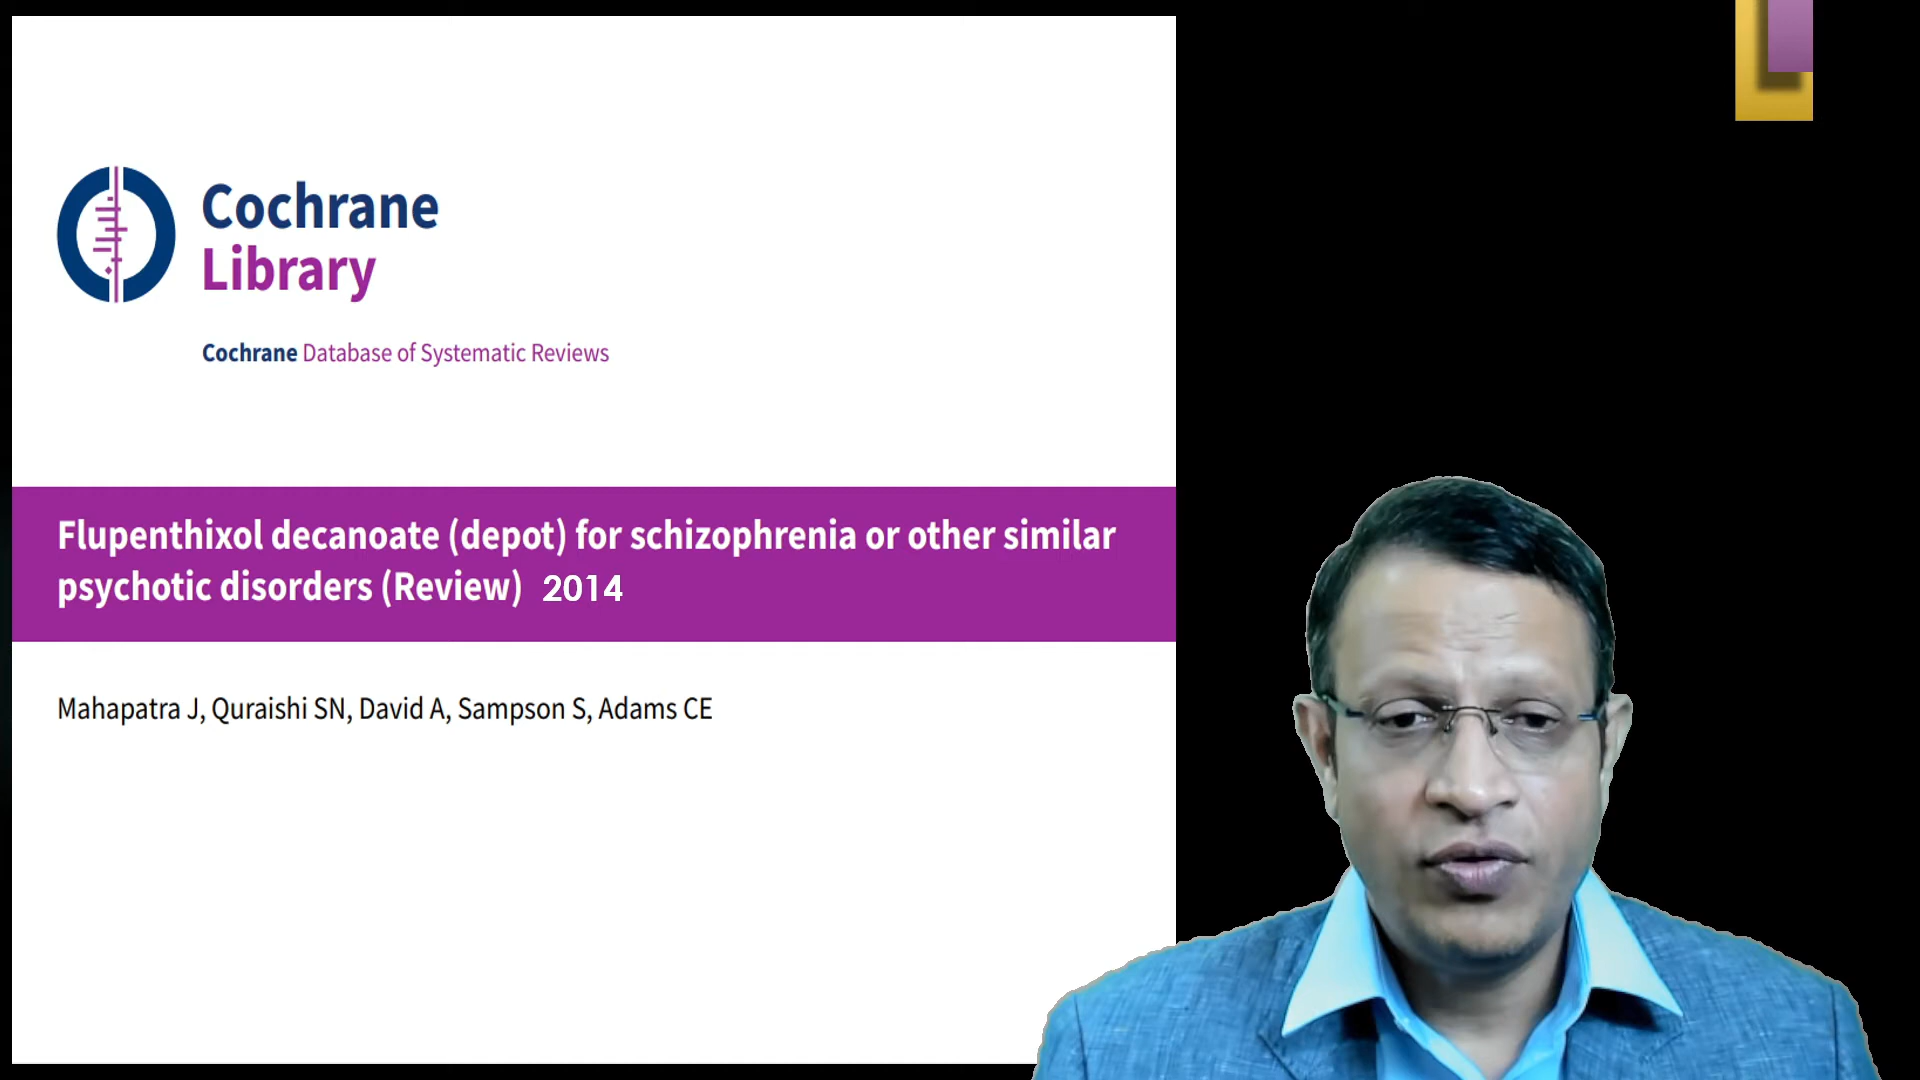 Cochrane
Library
Cochrane Database of Systematic Reviews
Flupenthixol decanoate (depot) for schizophrenia or other similar
psychotic disorders (Review) 2014
Mahapatra J, Quraishi SN, David A, Sampson S, Adams CE